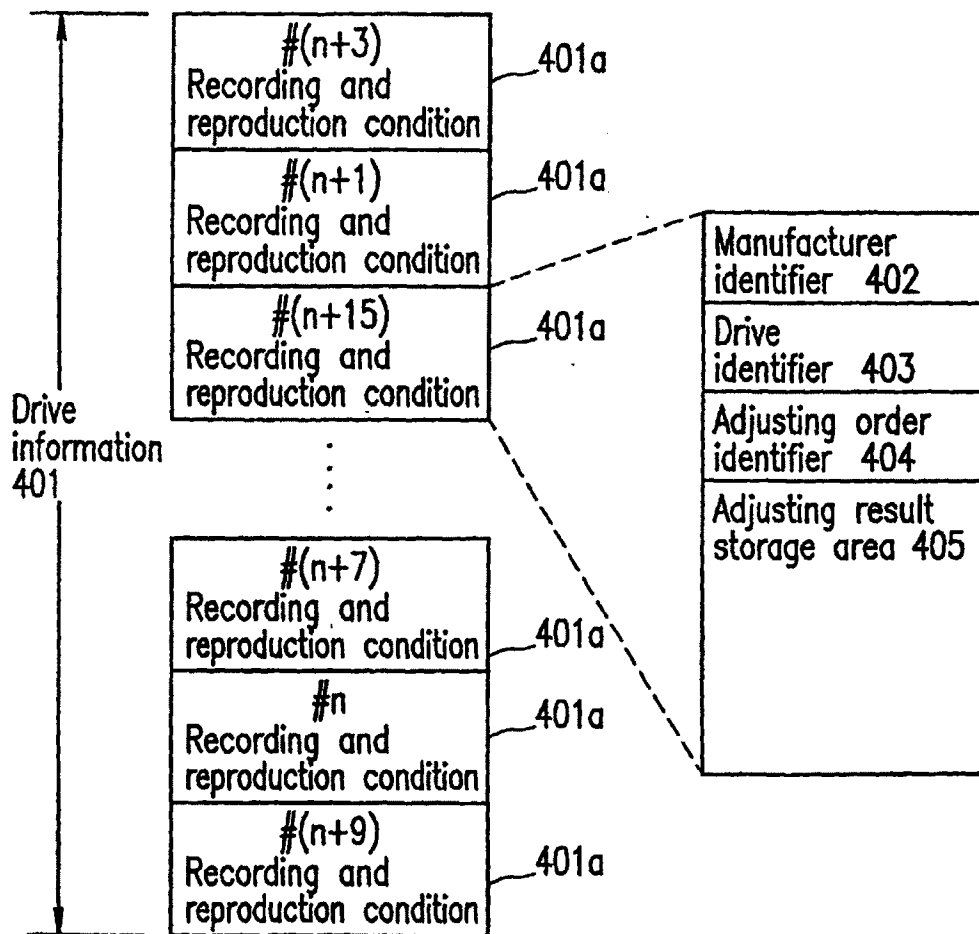 #(n+3)
Recording and
reproduction condition
401a
#(n+1)
Recording and
reproduction condition
401a
#(n+15)
Recording and
reproduction condition
401a
Drive
information
401
#(n+7)
Recording and
reproduction condition
401a
#n
Recording and
reproduction condition
401a
#(n+9)
Recording and
reproduction condition
401a
Manufacturer
identifier 402
Drive
identifier 403
Adjusting order
identifier 404
Adjusting result
storage area 405